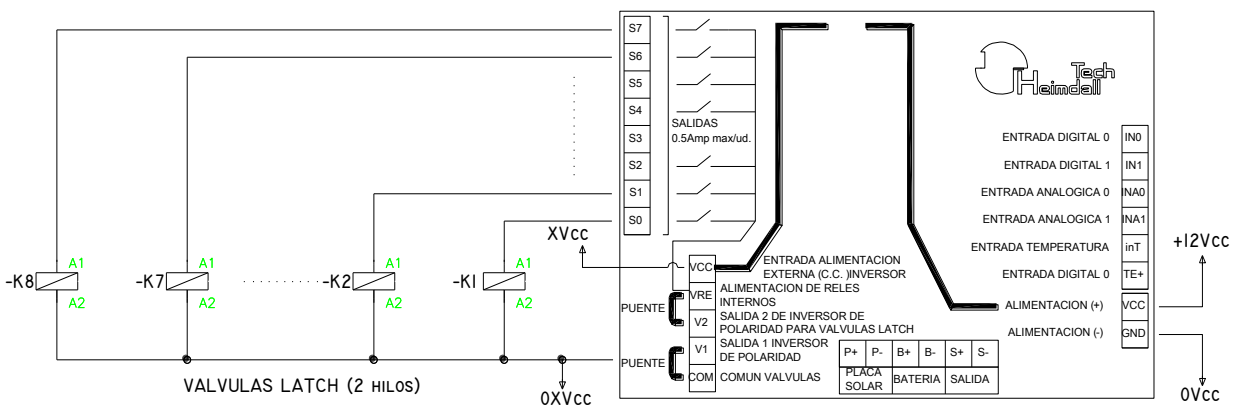 S7
S6
S5
S4
S3
S2
S1
S0
SALIDAS
0.5Amp max/ud.
Heimdall Tech
ENTRADA DIGITAL 0 IN0
ENTRADA DIGITAL 1 IN1
ENTRADA ANALOGICA 0 INA0
ENTRADA ANALOGICA 1 INA1
ENTRADA TEMPERATURA inT
ENTRADA DIGITAL 0 TE+
ALIMENTACION (+) VCC
ALIMENTACION (-) GND
+12Vcc
0Vcc
XVcc
VCC ENTRADA ALIMENTACION
EXTERNA (C.C. )INVERSOR
VRE ALIMENTACION DE RELES
INTERNOS
V2 SALIDA 2 DE INVERSOR DE
POLARIDAD PARA VALVULAS LATCH
V1 SALIDA 1 INVERSOR
DE POLARIDAD
COM COMUN VALVULAS
PUENTE
PUENTE
P+ P- B+ B- S+ S-
PLACA SOLAR BATERIA SALIDA
-K8 A1 A2
-K7 A1 A2
-K2 A1 A2
-K1 A1 A2
VALVULAS LATCH (2 HILOS)
0XVcc